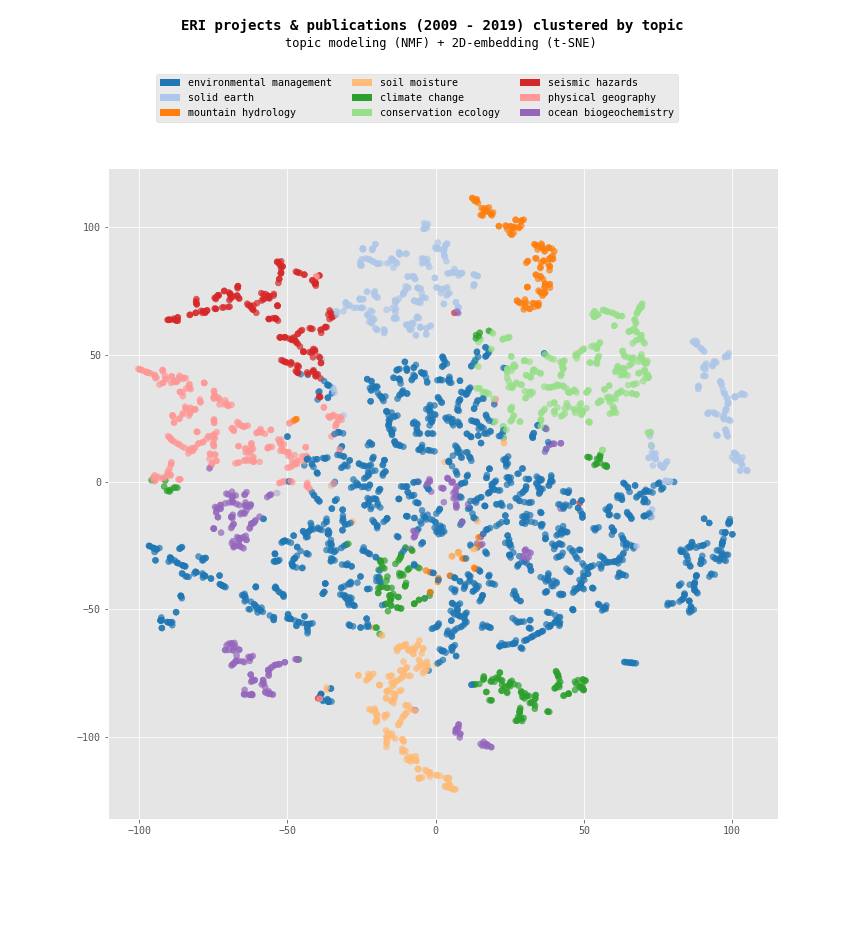 ERI projects & publications (2009 - 2019) clustered by topic
topic modeling (NMF) + 2D-embedding (t-SNE)
environmental management
solid earth
mountain hydrology
soil moisture
climate change
conservation ecology
seismic hazards
physical geography
ocean biogeochemistry
100
50
0
−50
−100
−100 −50 0 50 100